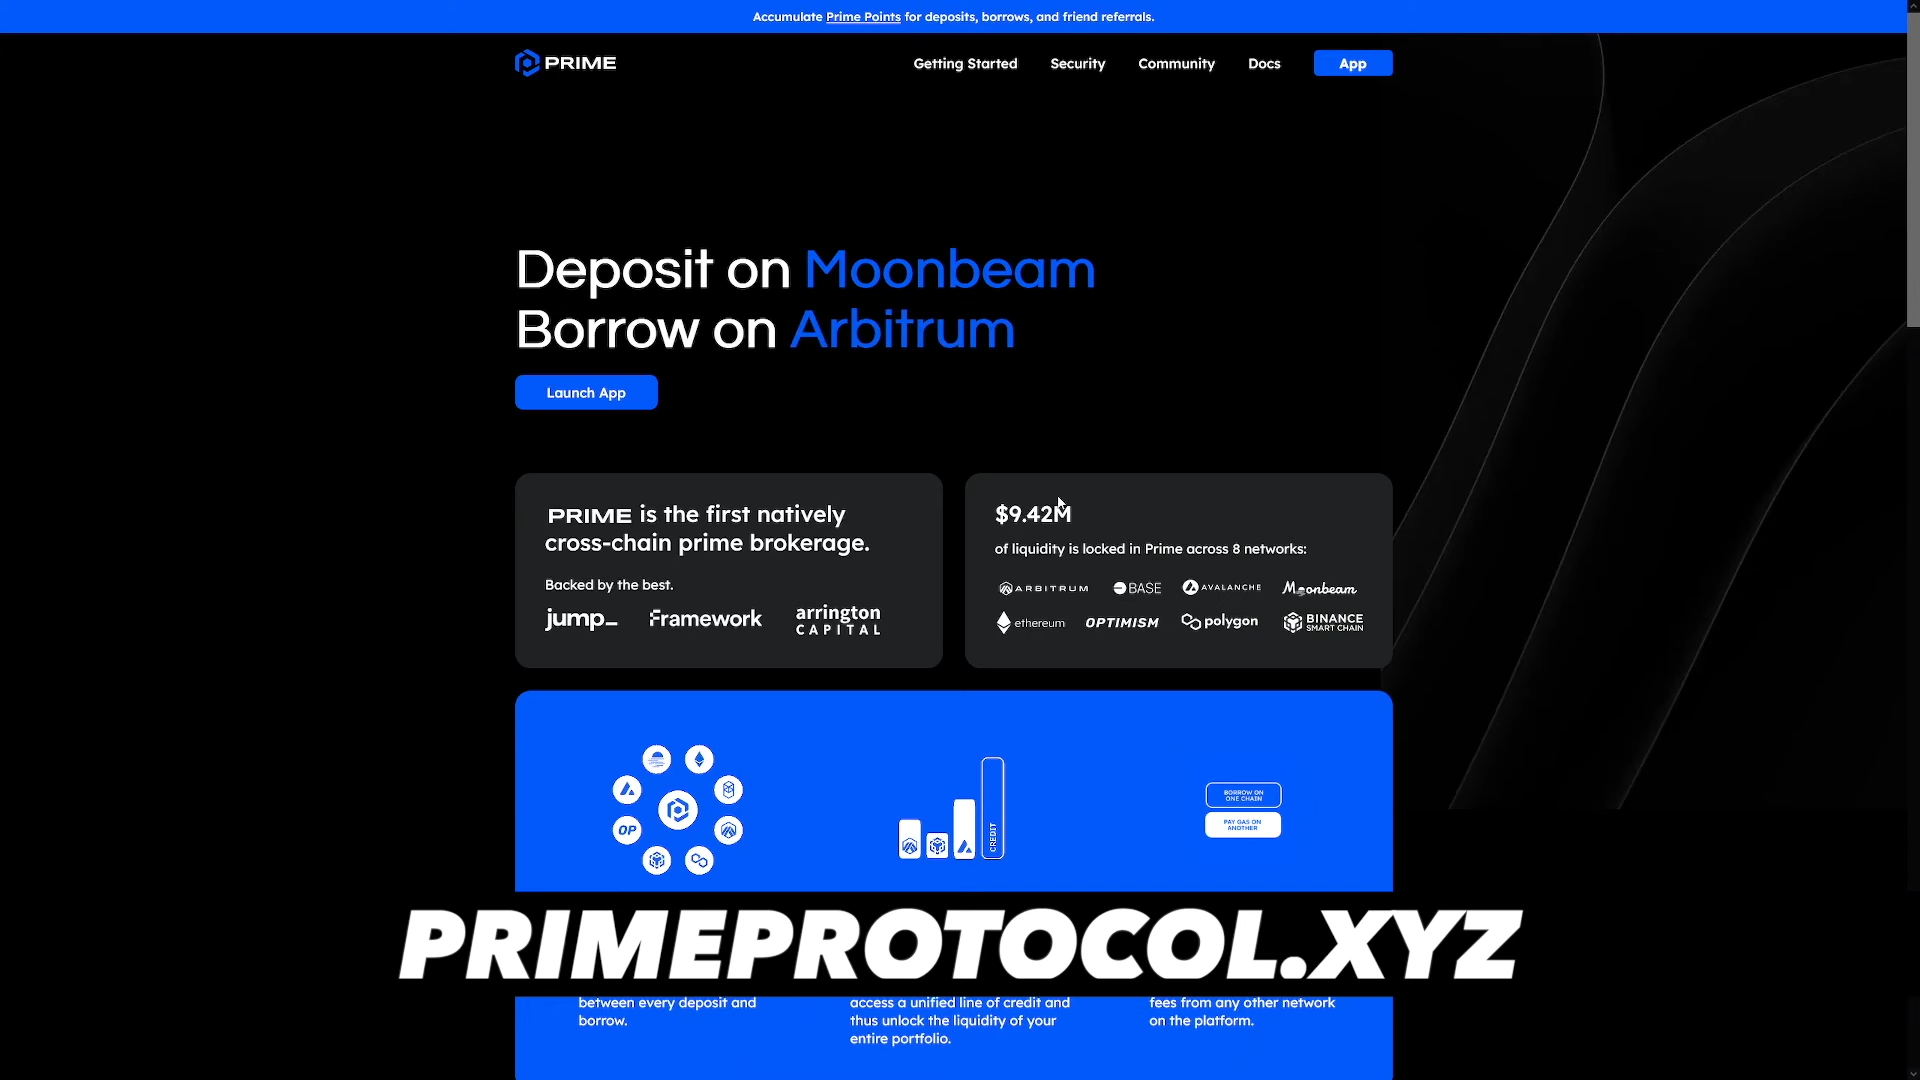 Accumulate Prime Points for deposits, borrows, and friend referrals.
PRIME
Getting Started
Security
Community
Docs
App
Deposit on Moonbeam
Borrow on Arbitrum
Launch App
PRIME is the first natively
cross-chain prime brokerage.
Backed by the best.
jump_
Framework
arrington
CAPITAL
$9.42M
of liquidity is locked in Prime across 8 networks:
ARBITRUM
BASE
AVALANCHE
Moonbeam
ethereum
OPTIMISM
polygon
BINANCE
SMART CHAIN
OP
CREDIT
BORROW ON
ONE CHAIN
PAY GAS ON
ANOTHER
PRIMEPROTOCOL.XYZ
between every deposit and
borrow.
access a unified line of credit and
thus unlock the liquidity of your
entire portfolio.
fees from any other network
on the platform.